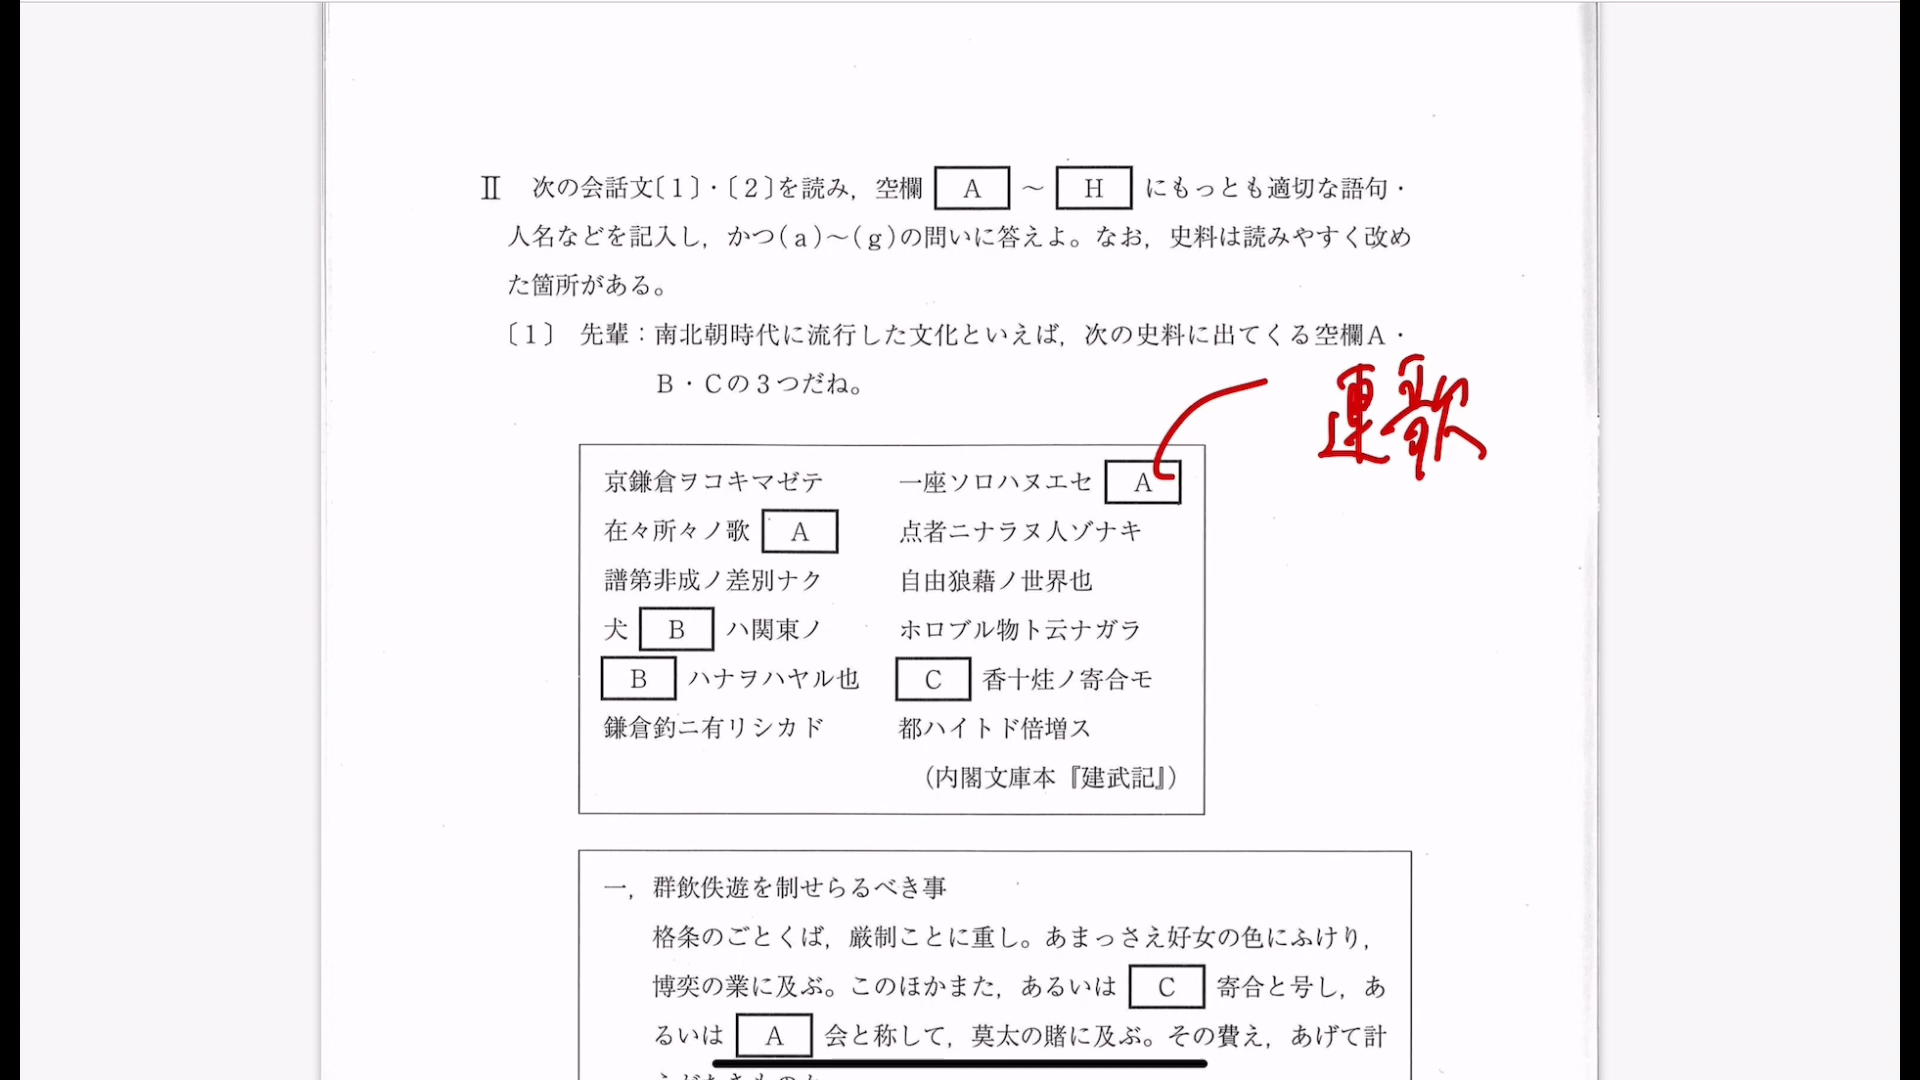 Ⅱ 次の会話文〔1〕・〔2〕を読み，空欄 A ～ H にもっとも適切な語句・
人名などを記入し，かつ(ａ)～(ｇ)の問いに答えよ。なお，史料は読みやすく改め
た箇所がある。
〔1〕 先輩：南北朝時代に流行した文化といえば，次の史料に出てくる空欄Ａ・
Ｂ・Ｃの３つだね。
連歌
京鎌倉ヲコキマゼテ 一座ソロハヌエセ A
在々所々ノ歌 A 点者ニナラヌ人ゾナキ
譜第非成ノ差別ナク 自由狼藉ノ世界也
犬 B ハ関東ノ ホロブル物ト云ナガラ
B ハナヲハヤル也 C 香十炷ノ寄合モ
鎌倉釣ニ有リシカド 都ハイトド倍増ス
（内閣文庫本『建武記』）
一，群飲佚遊を制せらるべき事
格条のごとくば，厳制ことに重し。あまっさえ好女の色にふけり，
博奕の業に及ぶ。このほかまた，あるいは C 寄合と号し，あ
るいは A 会と称して，莫太の賭に及ぶ。その費え，あげて計